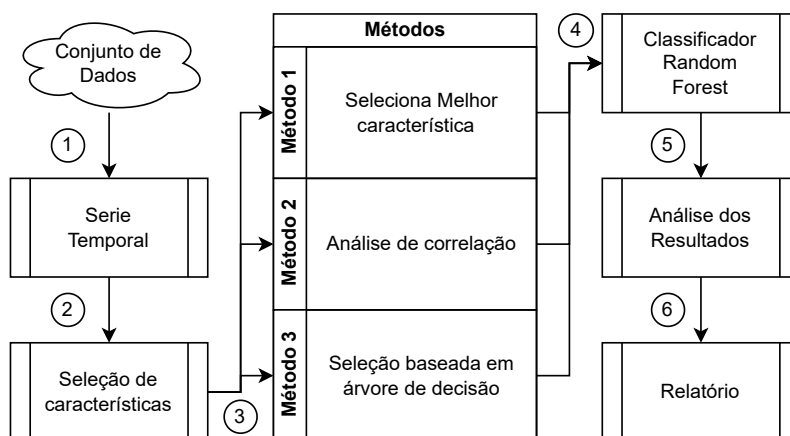 Conjunto de
Dados
1
Serie
Temporal
2
Seleção de
características
3
Métodos
Método 1
Seleciona Melhor
característica
Método 2
Análise de correlação
Método 3
Seleção baseada em
árvore de decisão
4
Classificador
Random
Forest
5
Análise dos
Resultados
6
Relatório